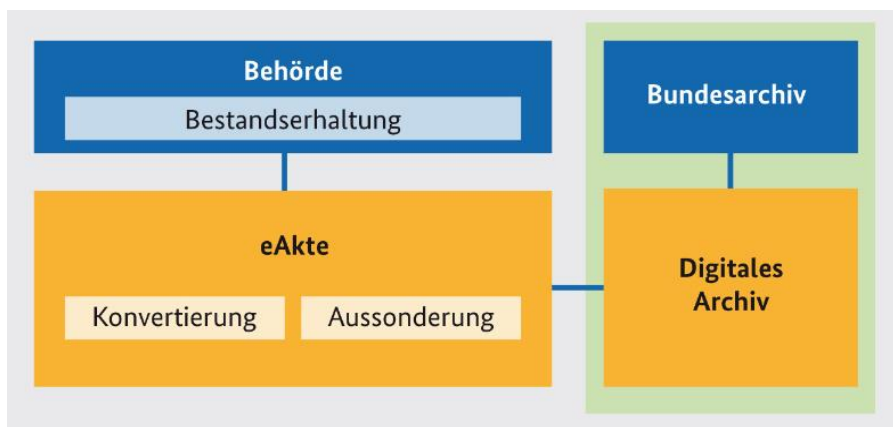 Behörde
Bestandserhaltung
eAkte
Konvertierung
Aussonderung
Bundesarchiv
Digitales
Archiv